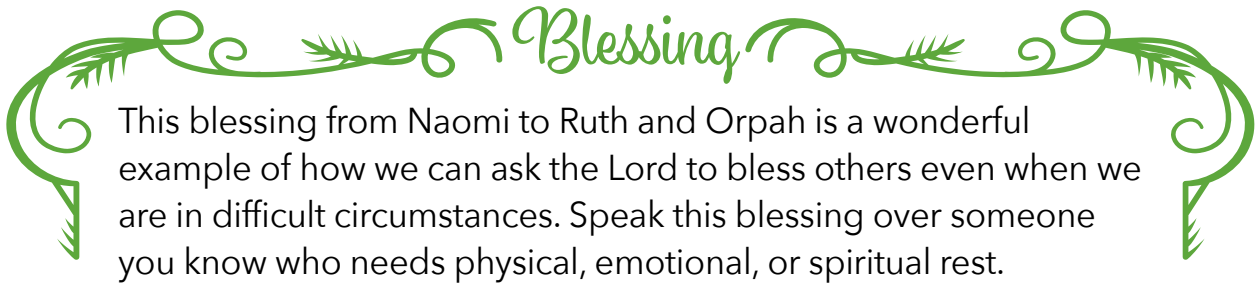 Blessing
This blessing from Naomi to Ruth and Orpah is a wonderful
example of how we can ask the Lord to bless others even when we
are in difficult circumstances. Speak this blessing over someone
you know who needs physical, emotional, or spiritual rest.